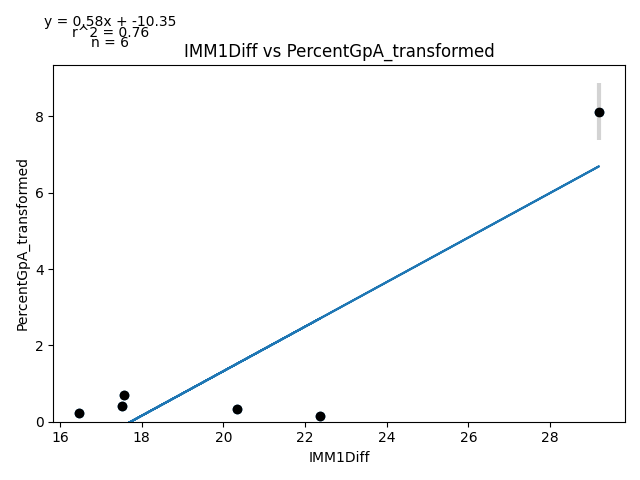 y = 0.58x + -10.35
r^2 = 0.76
n = 6
IMM1Diff vs PercentGpA_transformed
PercentGpA_transformed
8
6
4
2
0
16 18 20 22 24 26 28
IMM1Diff